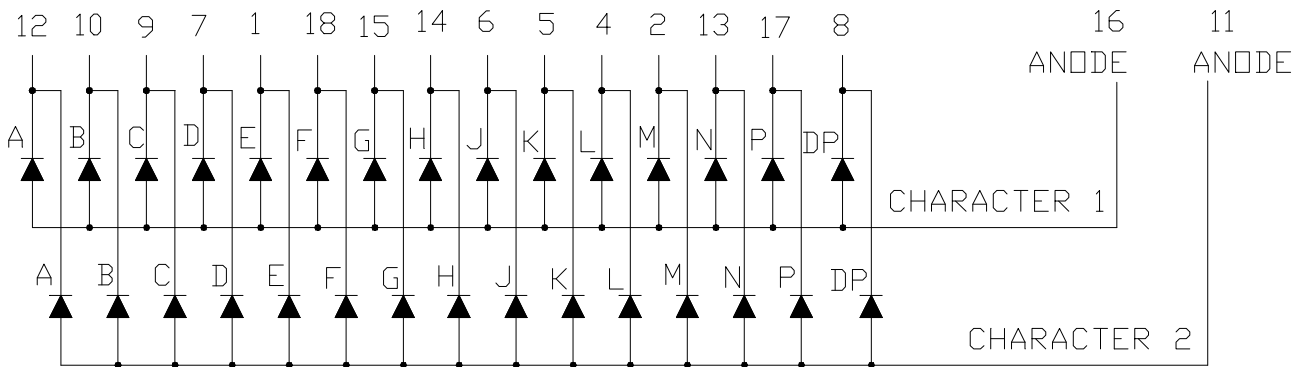 12 10 9 7 1 18 15 14 6 5 4 2 13 17 8 16 11
ANODE ANODE
A B C D E F G H J K L M N P DP
CHARACTER 1
A B C D E F G H J K L M N P DP
CHARACTER 2